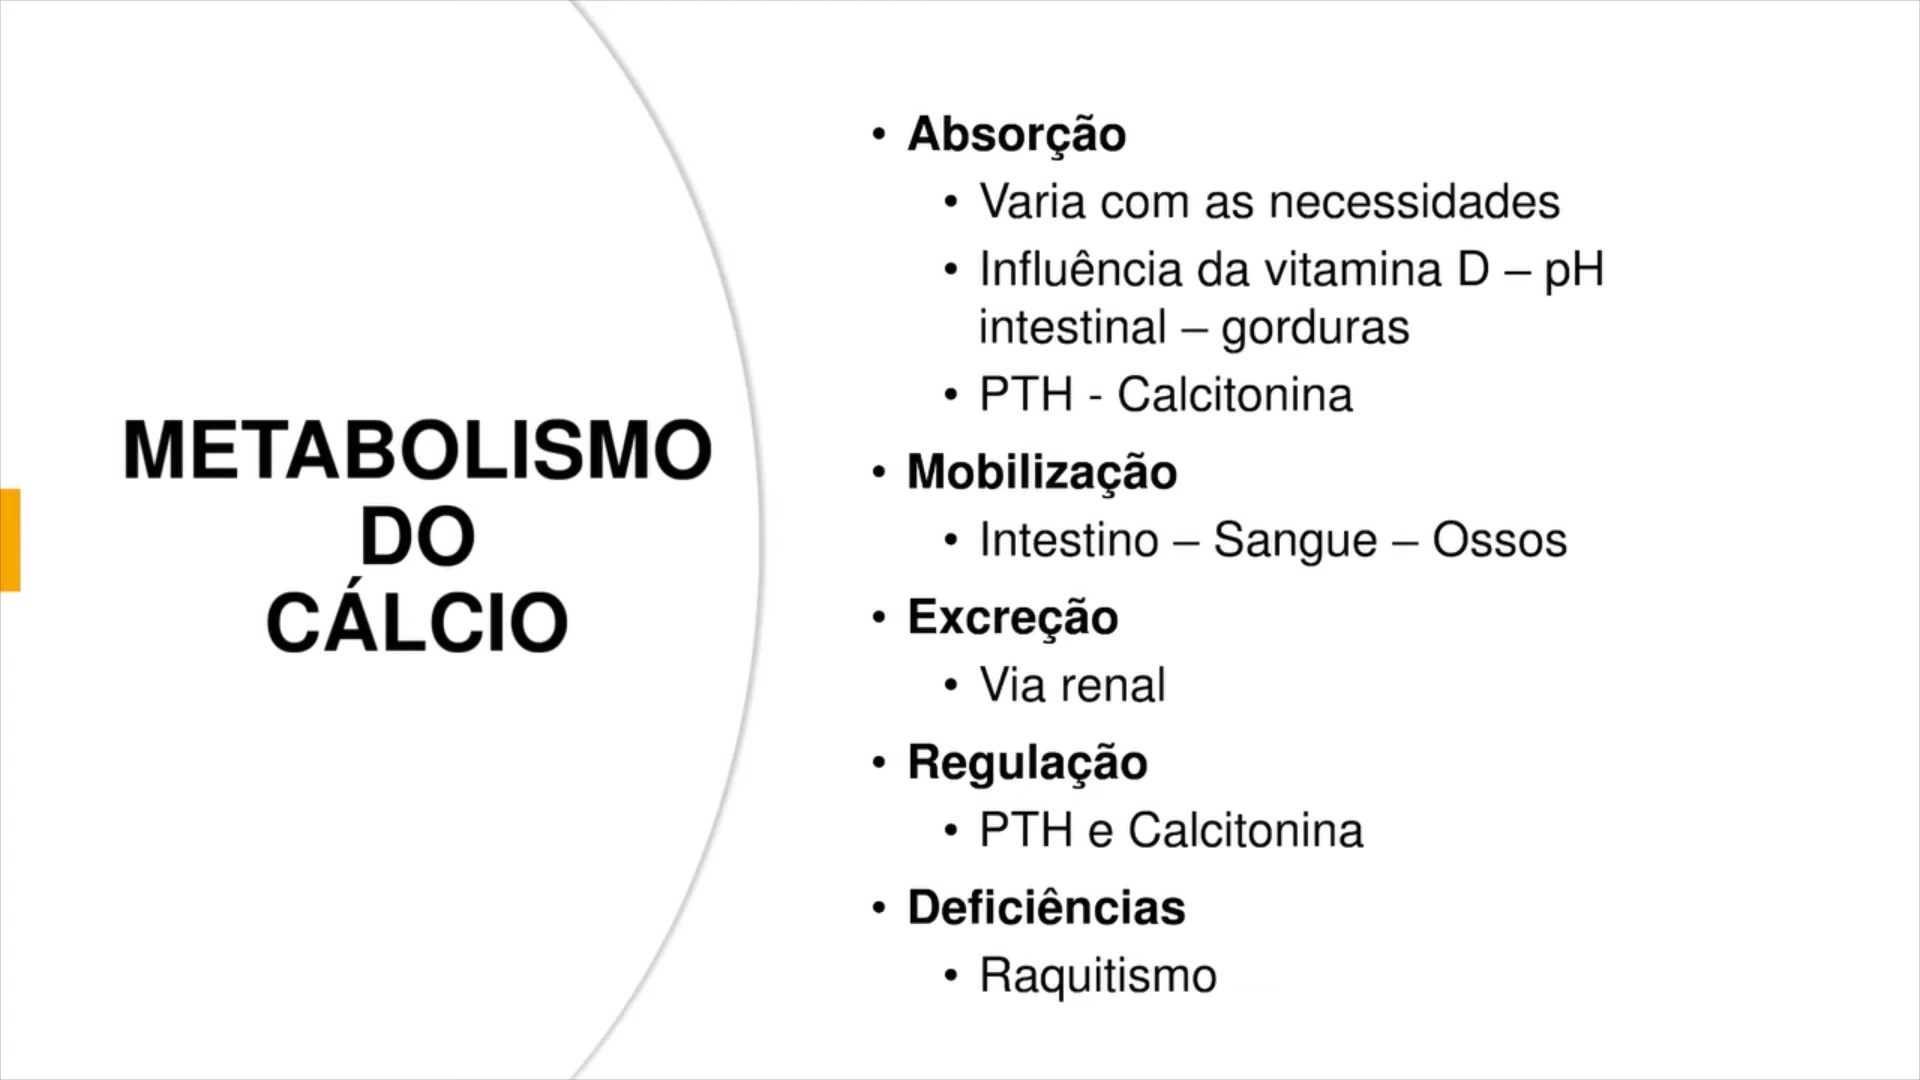 METABOLISMO
DO
CÁLCIO
• Absorção
• Varia com as necessidades
• Influência da vitamina D – pH
intestinal – gorduras
• PTH - Calcitonina
• Mobilização
• Intestino – Sangue – Ossos
• Excreção
• Via renal
• Regulação
• PTH e Calcitonina
• Deficiências
• Raquitismo